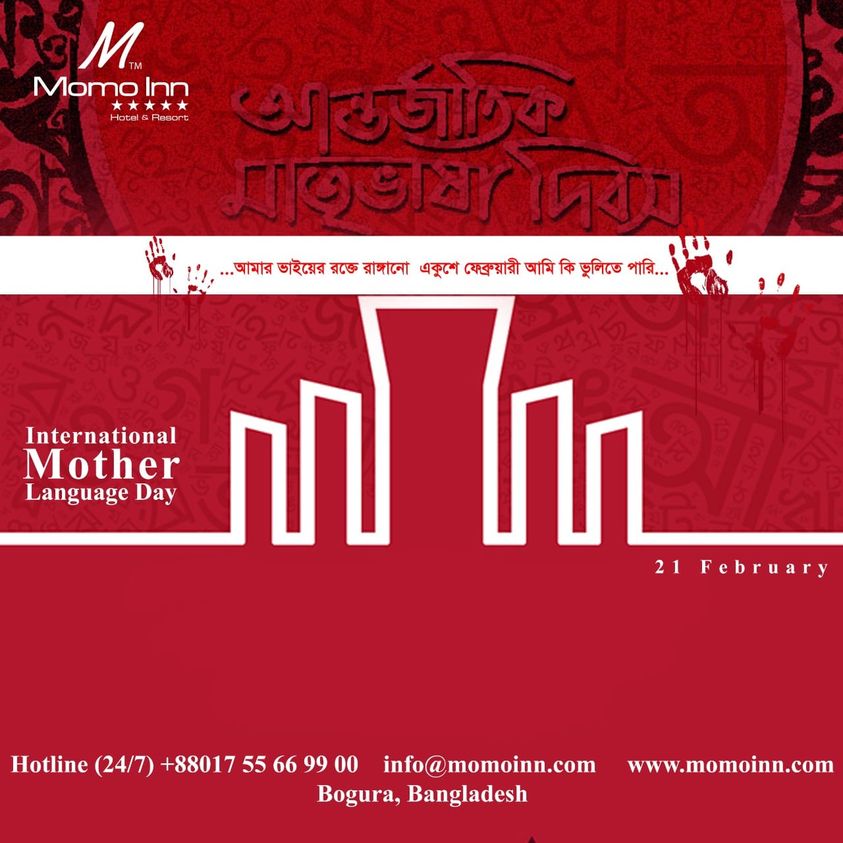 M TM
Momo Inn
★★★★★
Hotel & Resort
আন্তর্জাতিক
মাতৃভাষা দিবস
...আমার ভাইয়ের রক্তে রাঙ্গানো একুশে ফেব্রুয়ারী আমি কি ভুলিতে পারি...
International
Mother
Language Day
21 February
Hotline (24/7) +88017 55 66 99 00 info@momoinn.com www.momoinn.com
Bogura, Bangladesh